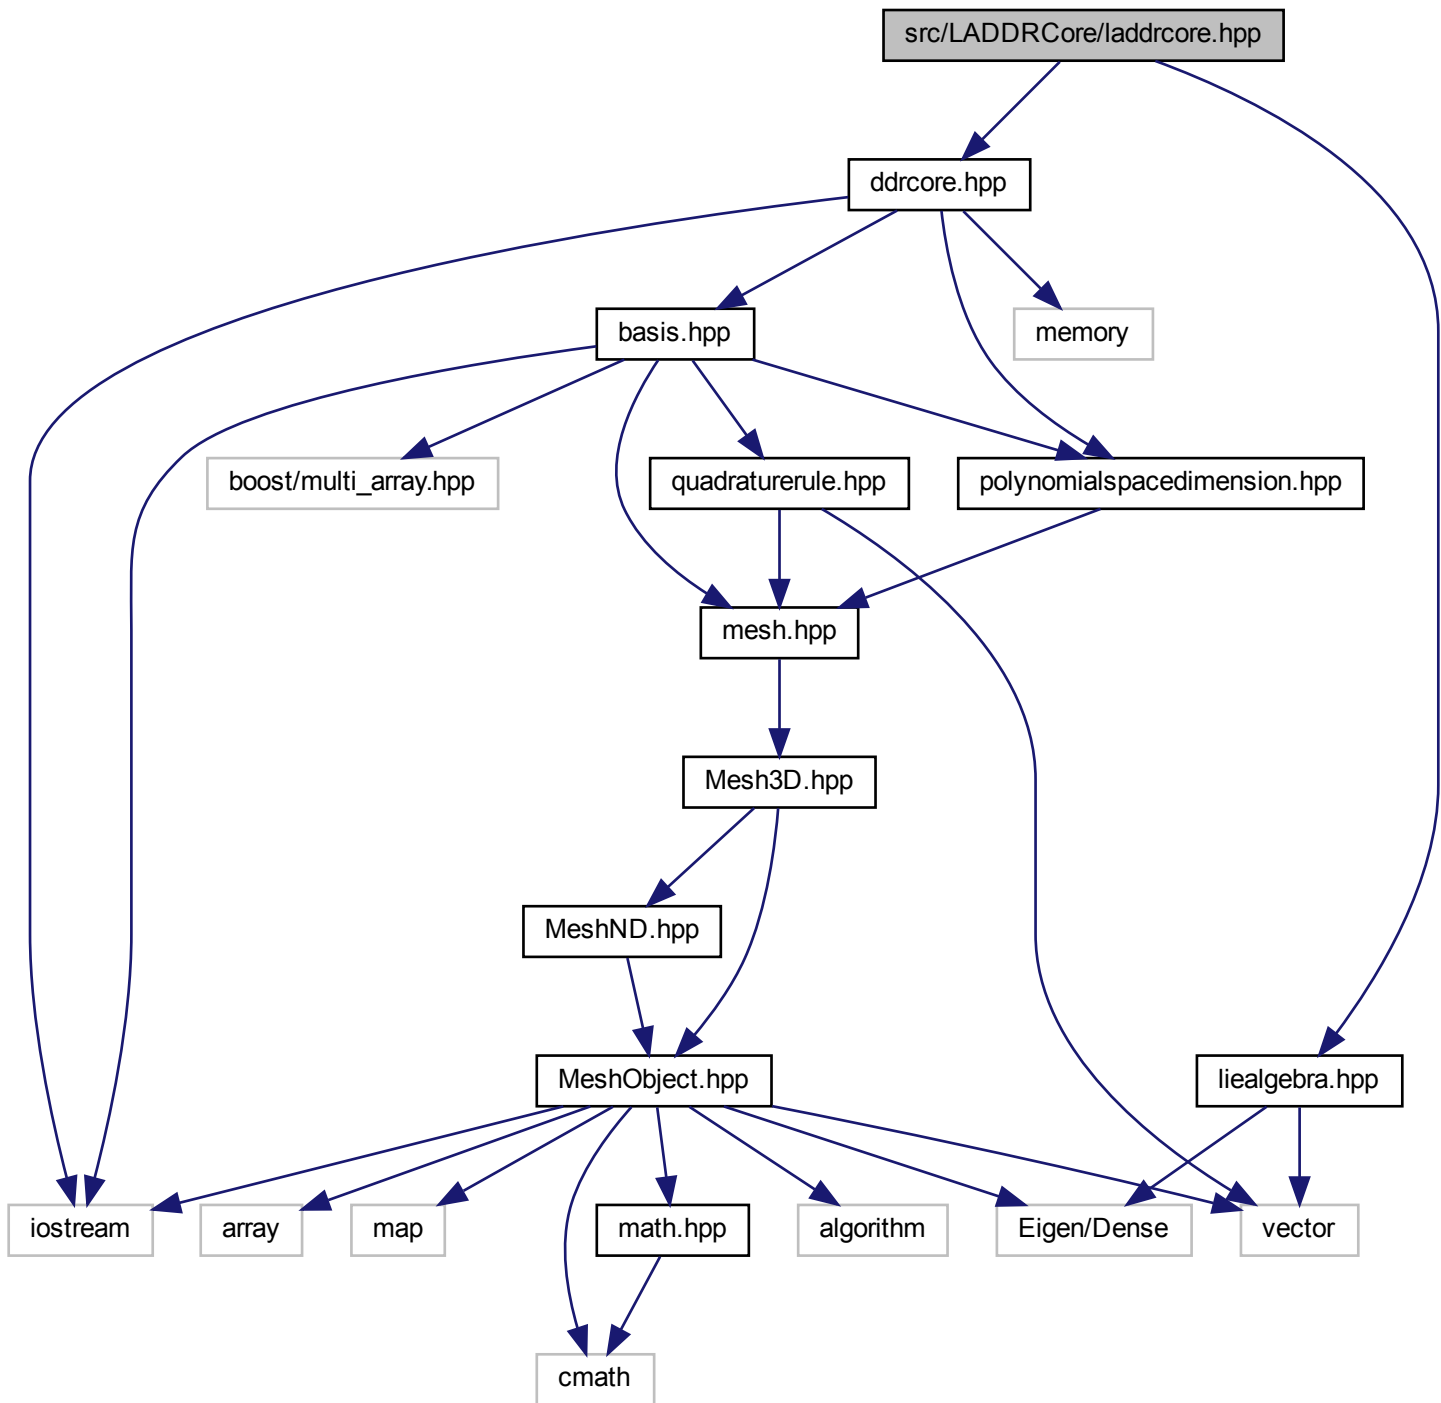 src/LADDRCore/laddrcore.hpp
ddrcore.hpp
basis.hpp
memory
boost/multi_array.hpp
quadraturerule.hpp
polynomialspacedimension.hpp
mesh.hpp
Mesh3D.hpp
MeshND.hpp
MeshObject.hpp
liealgebra.hpp
iostream
array
map
math.hpp
algorithm
Eigen/Dense
vector
cmath